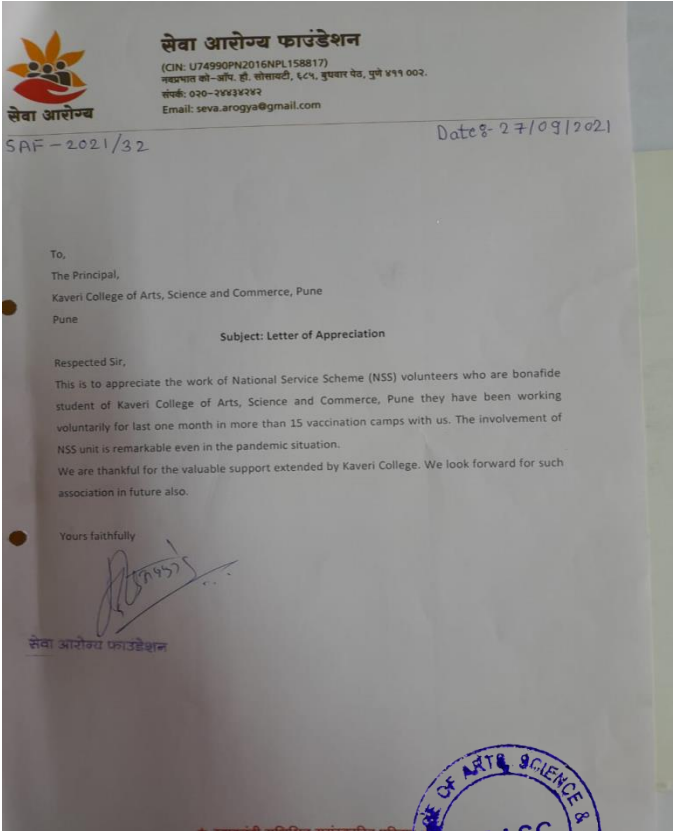 सेवा आरोग्य फाउंडेशन
(CIN: U74990PN2016NPL158817)
नवप्रभात को-ऑप. हौ. सोसायटी, ६८५, बुधवार पेठ, पुणे ४११ ००२.
संपर्क: ०२०-२४४३४२४२
Email: seva.arogya@gmail.com
सेवा आरोग्य
SAF-2021/32
Date:- 27/09/2021
To,
The Principal,
Kaveri College of Arts, Science and Commerce, Pune
Pune
Subject: Letter of Appreciation
Respected Sir,
This is to appreciate the work of National Service Scheme (NSS) volunteers who are bonafide
student of Kaveri College of Arts, Science and Commerce, Pune they have been working
voluntarily for last one month in more than 15 vaccination camps with us. The involvement of
NSS unit is remarkable even in the pandemic situation.
We are thankful for the valuable support extended by Kaveri College. We look forward for such
association in future also.
Yours faithfully
सेवा आरोग्य फाउंडेशन
OF ARTS, SCIENCE &